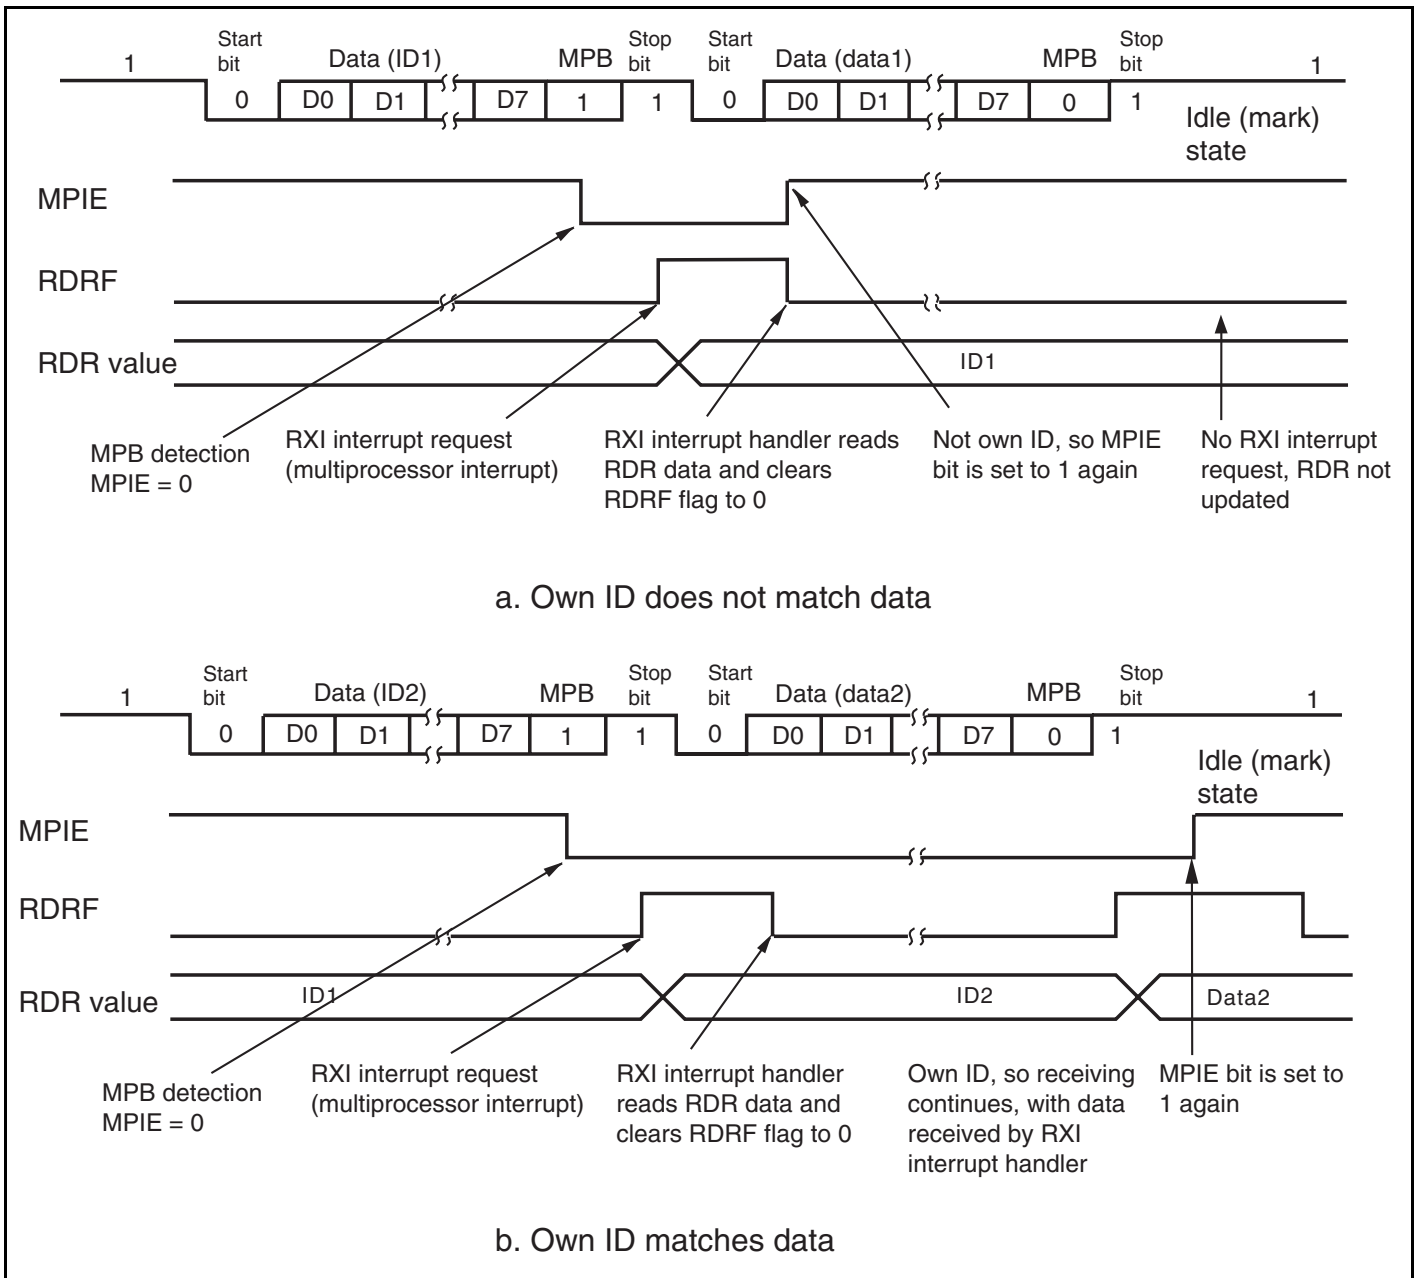 Start bit
Data (ID1)
MPB
Stop bit
Start bit
Data (data1)
MPB
Stop bit
1
1
0 D0 D1 D7 1 1 0 D0 D1 D7 0 1
Idle (mark)
state
MPIE
RDRF
RDR value
ID1
MPB detection
MPIE = 0
RXI interrupt request
(multiprocessor interrupt)
RXI interrupt handler reads
RDR data and clears
RDRF flag to 0
Not own ID, so MPIE
bit is set to 1 again
No RXI interrupt
request, RDR not
updated
a. Own ID does not match data
Start bit
Data (ID2)
MPB
Stop bit
Start bit
Data (data2)
MPB
Stop bit
1
1
0 D0 D1 D7 1 1 0 D0 D1 D7 0 1
Idle (mark)
state
MPIE
RDRF
RDR value
ID1
ID2
Data2
MPB detection
MPIE = 0
RXI interrupt request
(multiprocessor interrupt)
RXI interrupt handler
reads RDR data and
clears RDRF flag to 0
Own ID, so receiving
continues, with data
received by RXI
interrupt handler
MPIE bit is set to
1 again
b. Own ID matches data